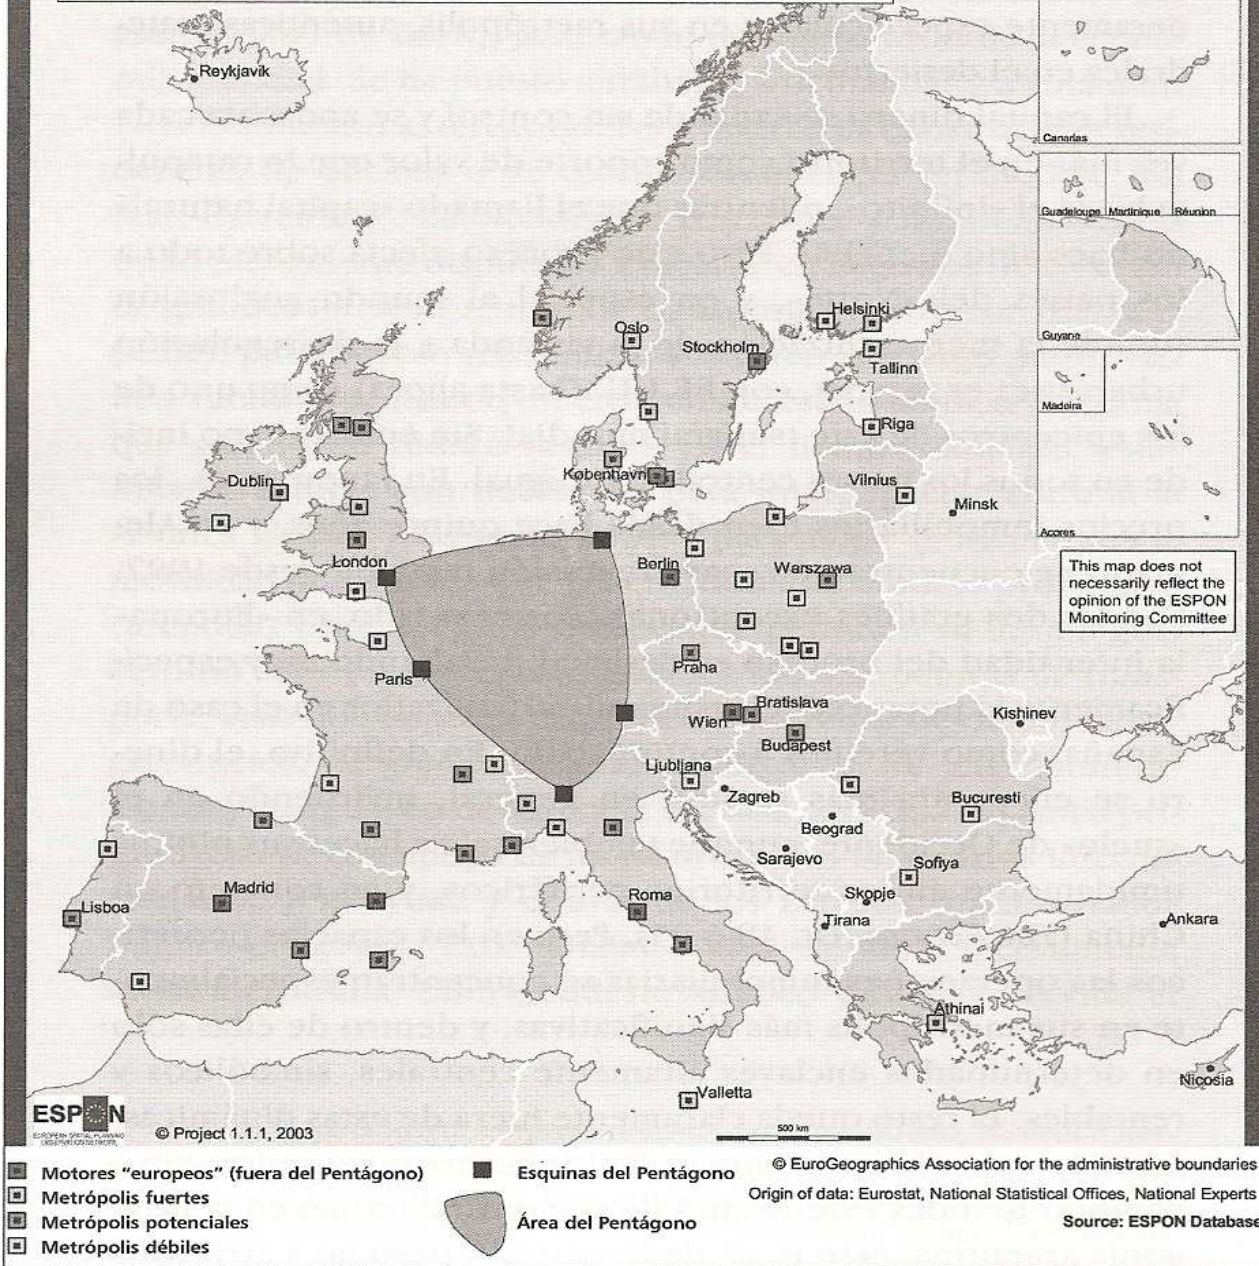 Reykjavík
Canarias
Guadeloupe Martinique Réunion
Guyane
Madeira
Acores
Helsinki
Oslo
Stockholm
Tallinn
Riga
Dublin
København
Vilnius
Minsk
London
Berlin
Warszawa
This map does not
necessarily reflect the
opinion of the ESPON
Monitoring Committee
Paris
Praha
Wien
Bratislava
Budapest
Kishinev
Ljubljana
Zagreb
Bucuresti
Beograd
Sarajevo
Sofiya
Madrid
Lisboa
Roma
Skopje
Tirana
Ankara
Athinai
Nicosia
Valletta
ESPON
© Project 1.1.1, 2003
500 km
Motores “europeos” (fuera del Pentágono)
Metrópolis fuertes
Metrópolis potenciales
Metrópolis débiles
Esquinas del Pentágono
Área del Pentágono
© EuroGeographics Association for the administrative boundaries
Origin of data: Eurostat, National Statistical Offices, National Experts
Source: ESPON Database